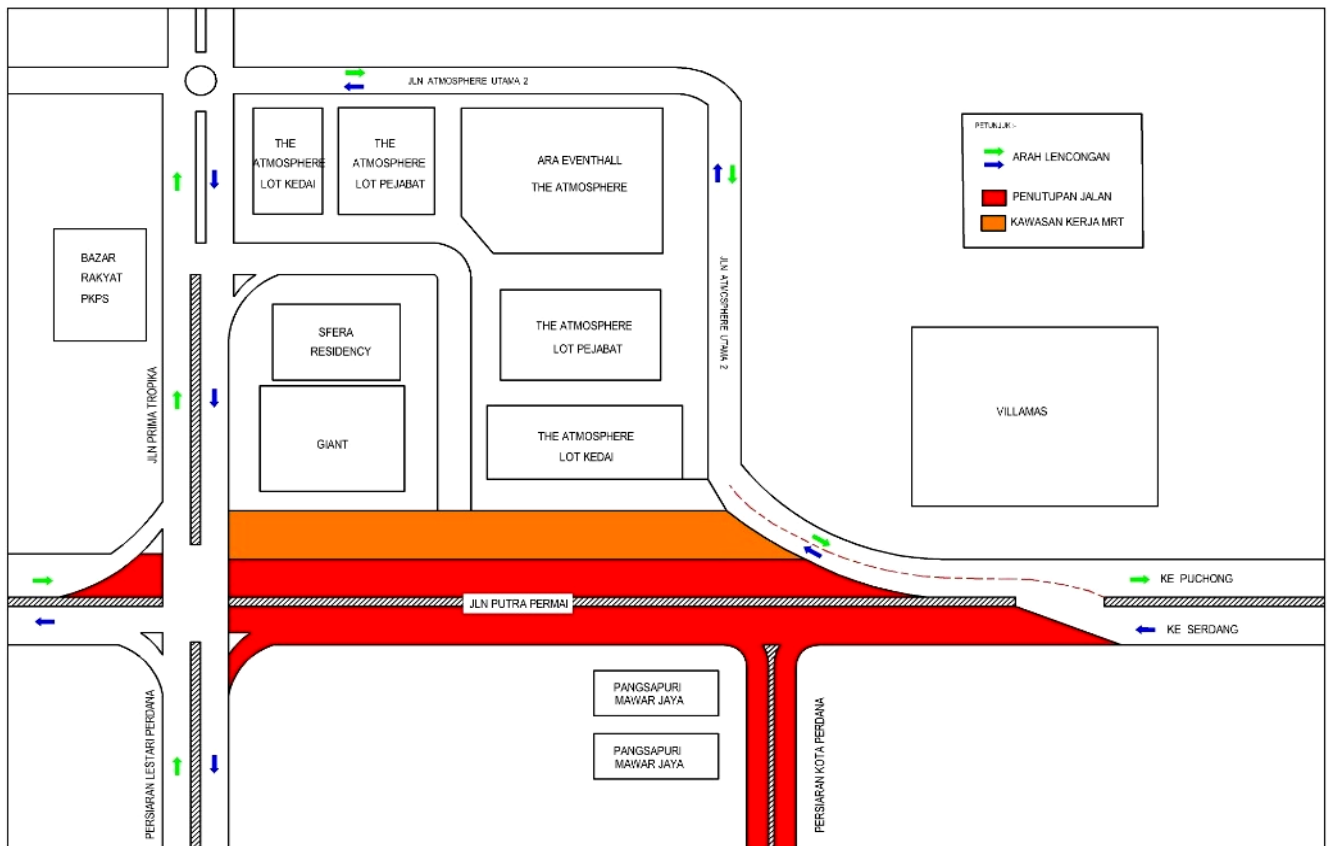 JLN ATMOSPHERE UTAMA 2
THE
ATMOSPHERE
LOT KEDAI
THE
ATMOSPHERE
LOT PEJABAT
ARA EVENTHALL
THE ATMOSPHERE
PETUNJUK :-
ARAH LENCONGAN
PENUTUPAN JALAN
KAWASAN KERJA MRT
BAZAR
RAKYAT
PKPS
SFERA
RESIDENCY
THE ATMOSPHERE
LOT PEJABAT
JLN ATMOSPHERE UTAMA 2
JLN PRIMA TROPIKA
GIANT
THE ATMOSPHERE
LOT KEDAI
VILLAMAS
KE PUCHONG
JLN PUTRA PERMAI
KE SERDANG
PANGSAPURI
MAWAR JAYA
PANGSAPURI
MAWAR JAYA
PERSIARAN LESTARI PERDANA
PERSIARAN KOTA PERDANA